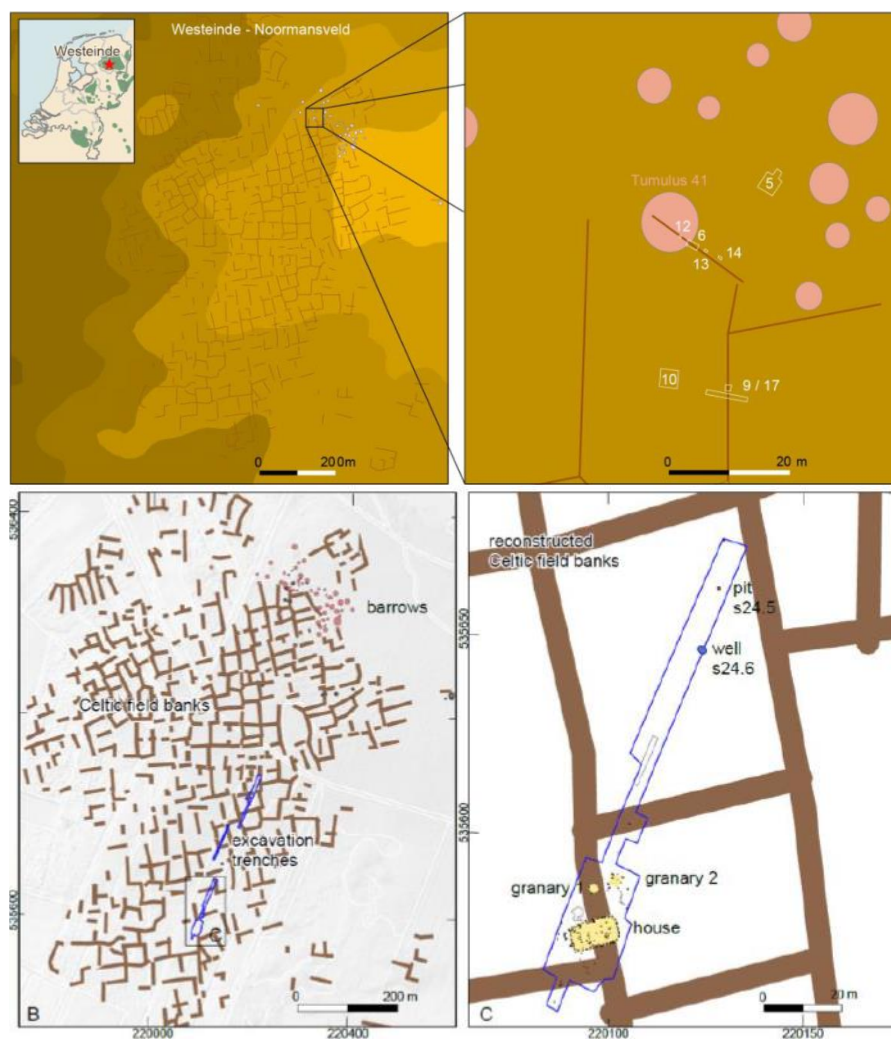 Westeinde - Noormansveld
Westeinde
0 200m
Tumulus 41
5
12
6
14
13
10
9 / 17
0 20 m
536400
barrows
Celtic field banks
excavation
trenches
C
B
0 200 m
220000 220400
reconstructed
Celtic field banks
pit
s24.5
535650
well
s24.6
535600
granary 1
granary 2
house
C
0 20 m
220100 220150